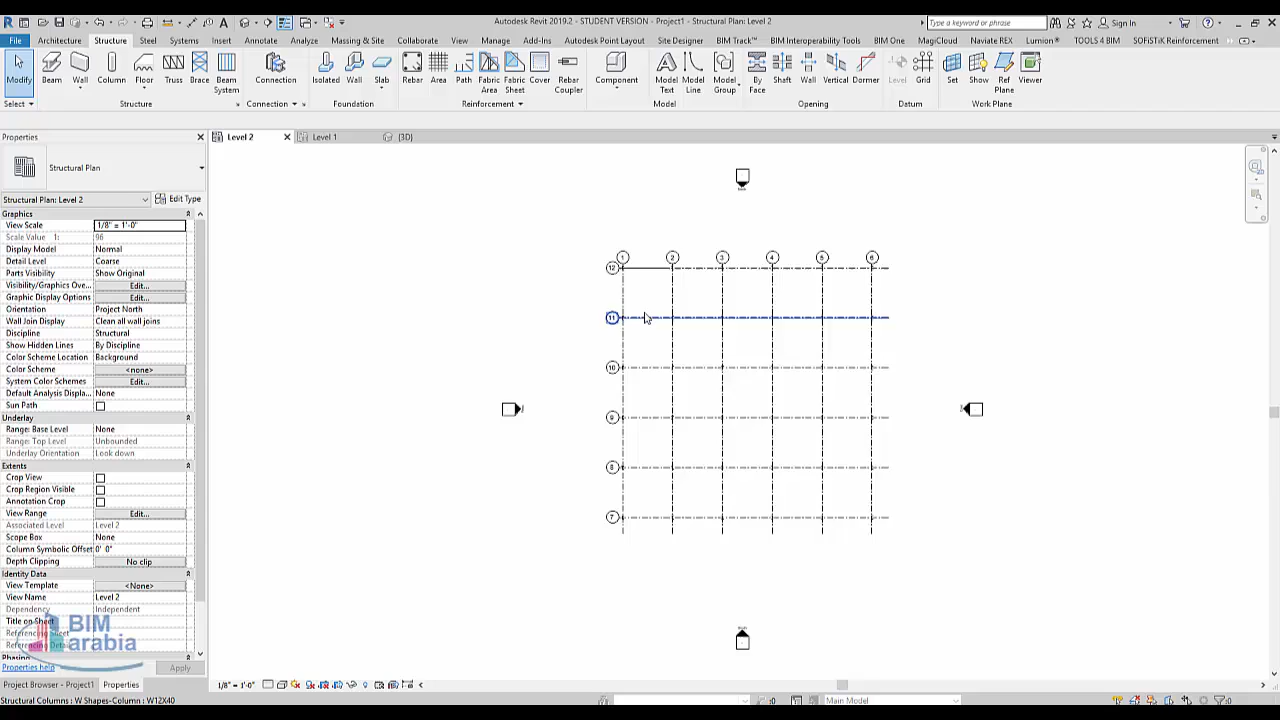 Autodesk Revit 2019.2 - STUDENT VERSION - Project1 - Structural Plan: Level 2
Type a keyword or phrase
Sign In
File Architecture Structure Steel Systems Insert Annotate Analyze Massing & Site Collaborate View Manage Add-Ins Autodesk Point Layout Site Designer BIM Track™ BIM Interoperability Tools BIM One MagiCloud Naviate REX Lumion® TOOLS 4 BIM SOFiSTiK Reinforcement
Modify Beam Wall Column Floor Truss Brace Beam System Connection Isolated Wall Slab Rebar Area Path Fabric Area Fabric Sheet Cover Rebar Coupler Component Model Text Model Line Model Group By Face Shaft Wall Vertical Dormer Level Grid Set Show Ref Plane Viewer
Select Structure Connection Foundation Reinforcement Model Opening Datum Work Plane
Properties
Level 2 Level 1 {3D}
Structural Plan
Structural Plan: Level 2 Edit Type
Graphics
View Scale 1/8" = 1'-0"
Scale Value 1: 96
Display Model Normal
Detail Level Coarse
Parts Visibility Show Original
Visibility/Graphics Ove... Edit...
Graphic Display Options Edit...
Orientation Project North
Wall Join Display Clean all wall joins
Discipline Structural
Show Hidden Lines By Discipline
Color Scheme Location Background
Color Scheme <none>
System Color Schemes Edit...
Default Analysis Displa... None
Sun Path
Underlay
Range: Base Level None
Range: Top Level Unbounded
Underlay Orientation Look down
Extents
Crop View
Crop Region Visible
Annotation Crop
View Range Edit...
Associated Level Level 2
Scope Box None
Column Symbolic Offset 0' 0"
Depth Clipping No clip
Identity Data
View Template <None>
View Name Level 2
Dependency Independent
Title on Sheet
BIM arabia
Properties help Apply
Project Browser - Project1 Properties
1 2 3 4 5 6
12
11
10
9
8
7
1/8" = 1'-0"
:0 Main Model :0